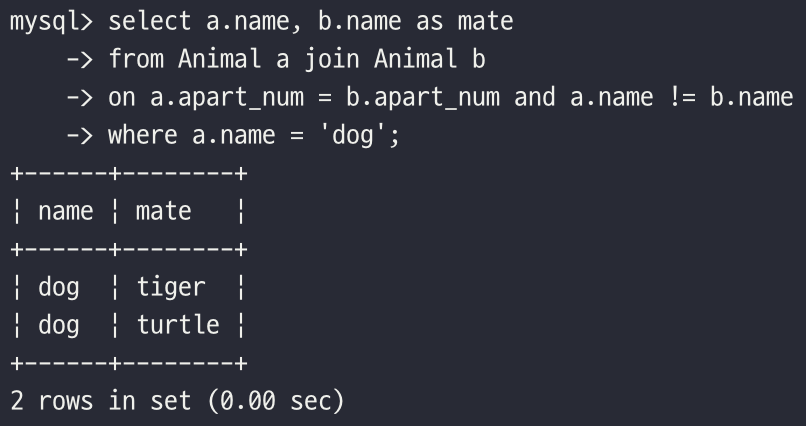 mysql> select a.name, b.name as mate
    -> from Animal a join Animal b
    -> on a.apart_num = b.apart_num and a.name != b.name
    -> where a.name = 'dog';
+------+--------+
¦ name ¦ mate   ¦
+------+--------+
¦ dog  ¦ tiger  ¦
¦ dog  ¦ turtle ¦
+------+--------+
2 rows in set (0.00 sec)